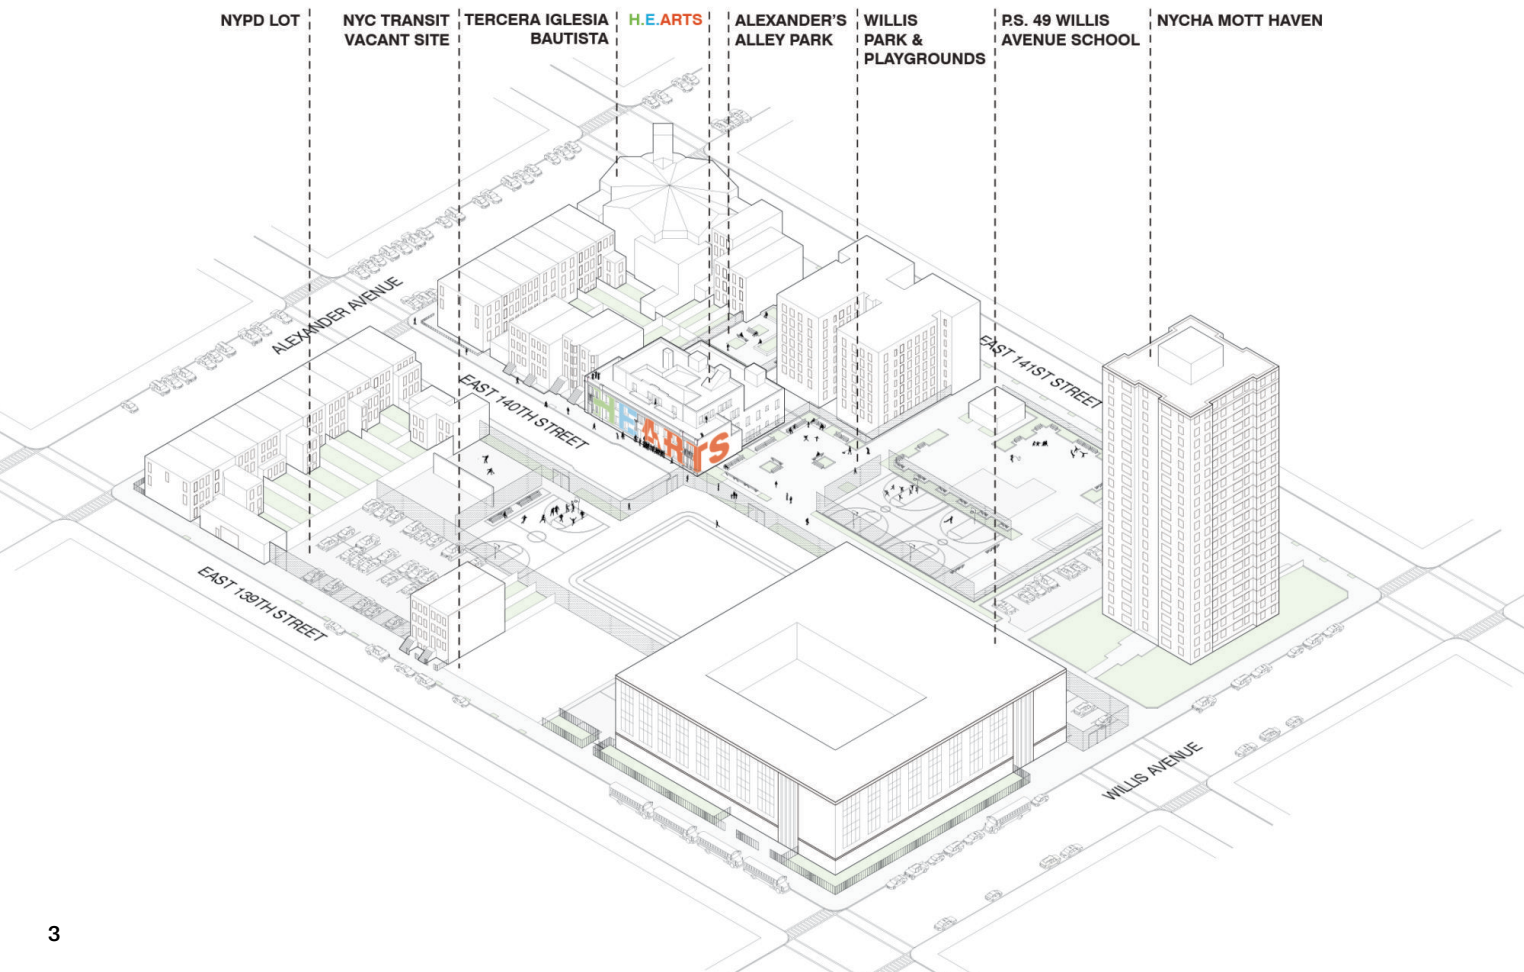 NYPD LOT
NYC TRANSIT
VACANT SITE
TERCERA IGLESIA
BAUTISTA
H.E.ARTS
ALEXANDER'S
ALLEY PARK
WILLIS
PARK &
PLAYGROUNDS
P.S. 49 WILLIS
AVENUE SCHOOL
NYCHA MOTT HAVEN
ALEXANDER AVENUE
EAST 141ST STREET
EAST 140TH STREET
HEARTS
EAST 139TH STREET
WILLIS AVENUE
3